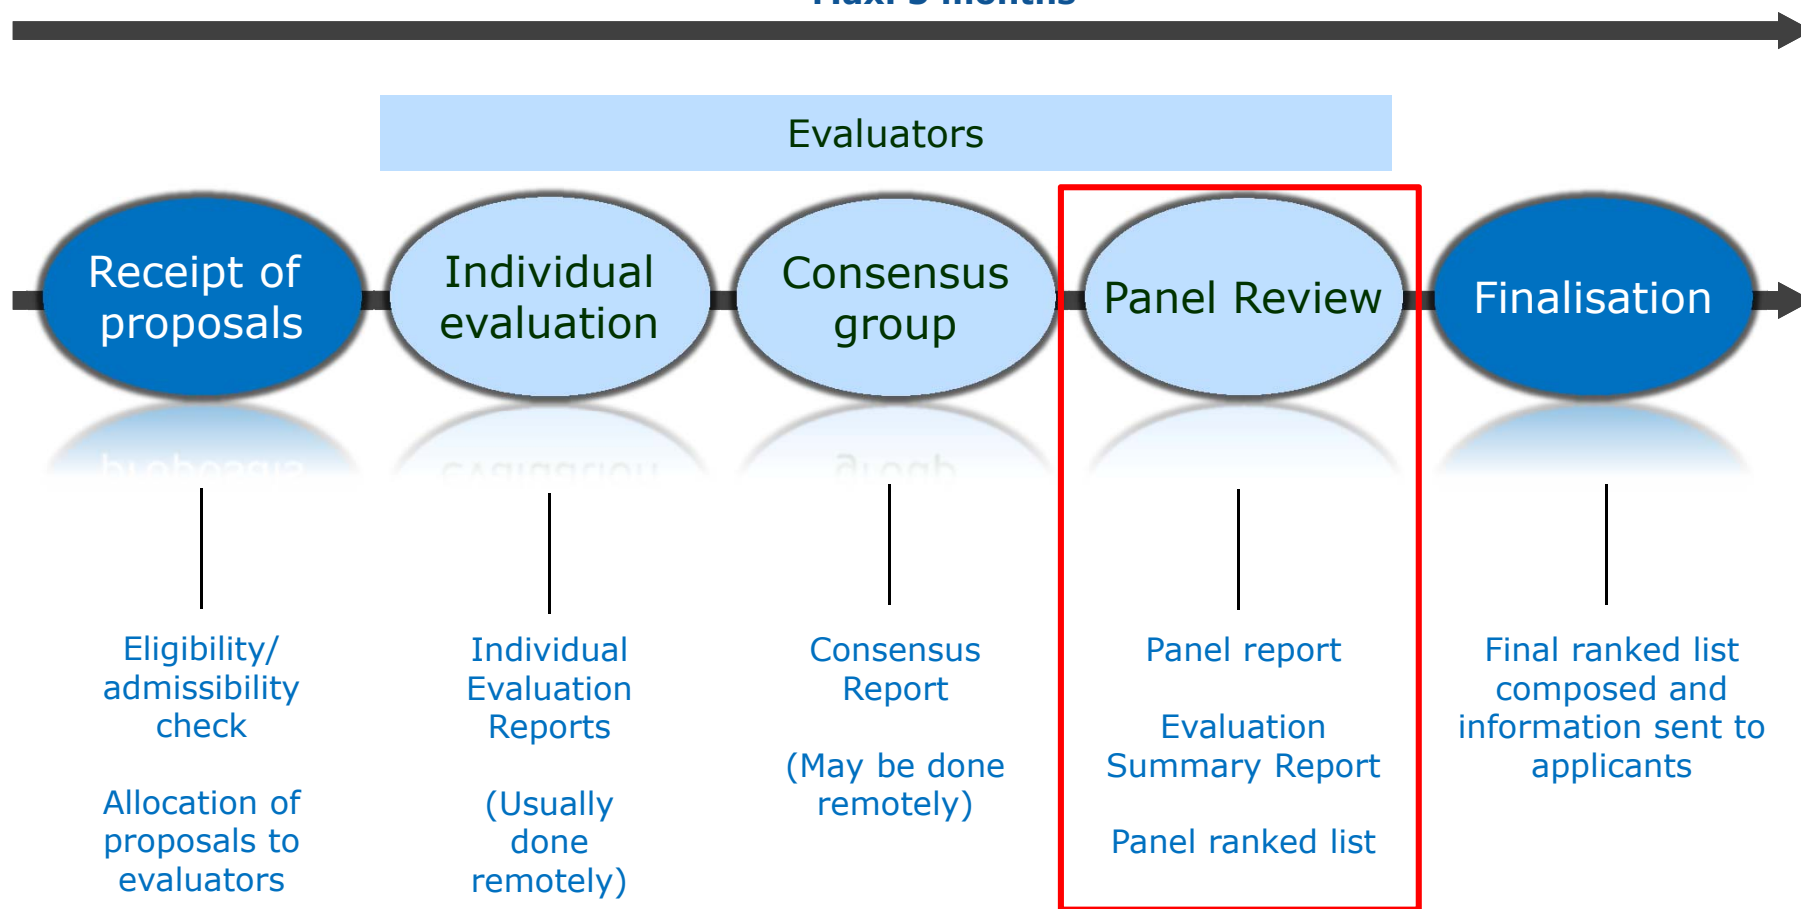 months
Evaluators
Receipt of
proposals
Individual
evaluation
Consensus
group
Panel Review
Finalisation
Eligibility/
admissibility
check
Allocation of
proposals to
evaluators
Individual
Evaluation
Reports
(Usually
done
remotely)
Consensus
Report
(May be done
remotely)
Panel report
Evaluation
Summary Report
Panel ranked list
Final ranked list
composed and
information sent to
applicants